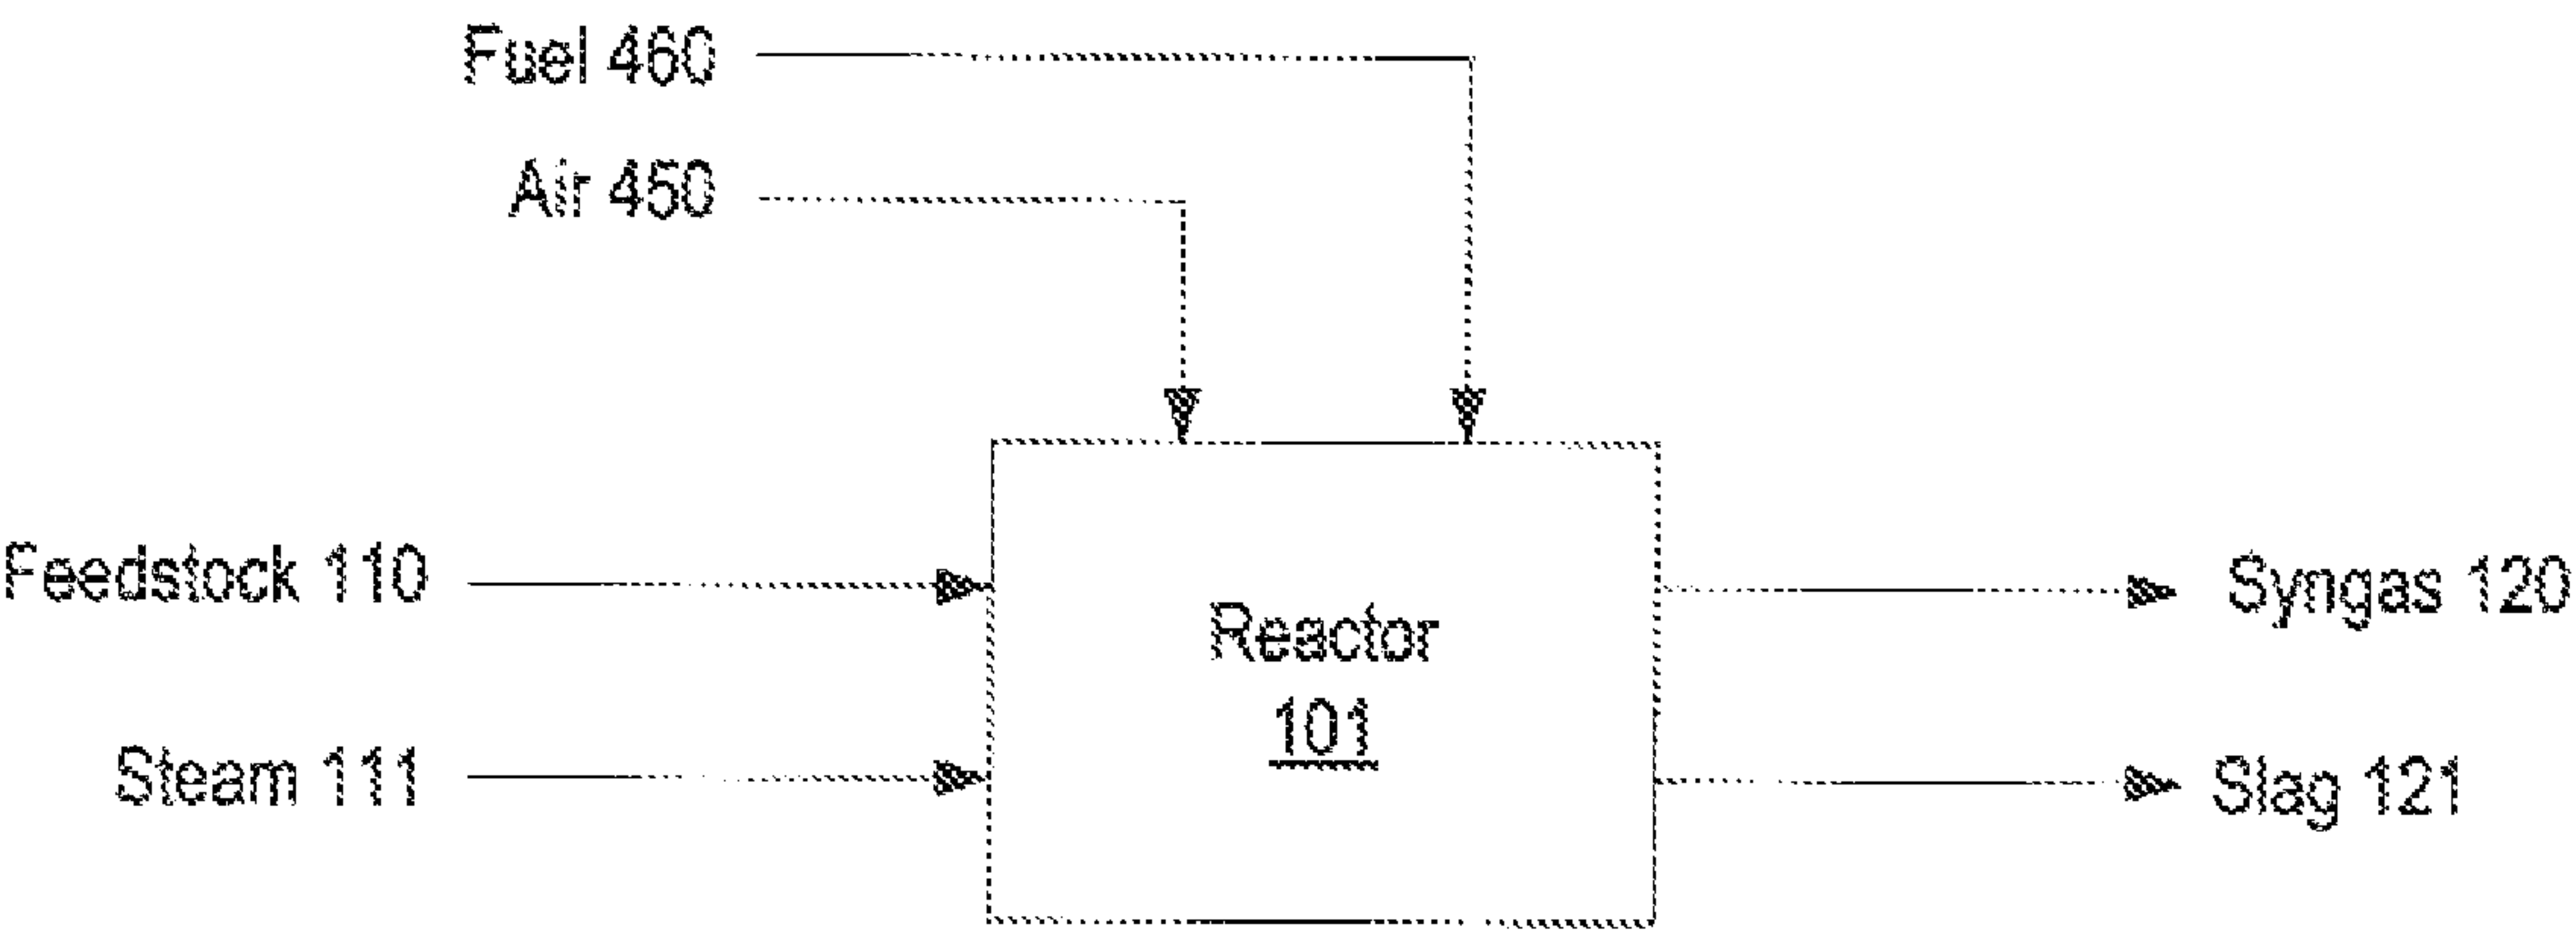 Fuel 460
Air 450
Feedstock 110
Steam 111
Reactor
101
Syngas 120
Slag 121